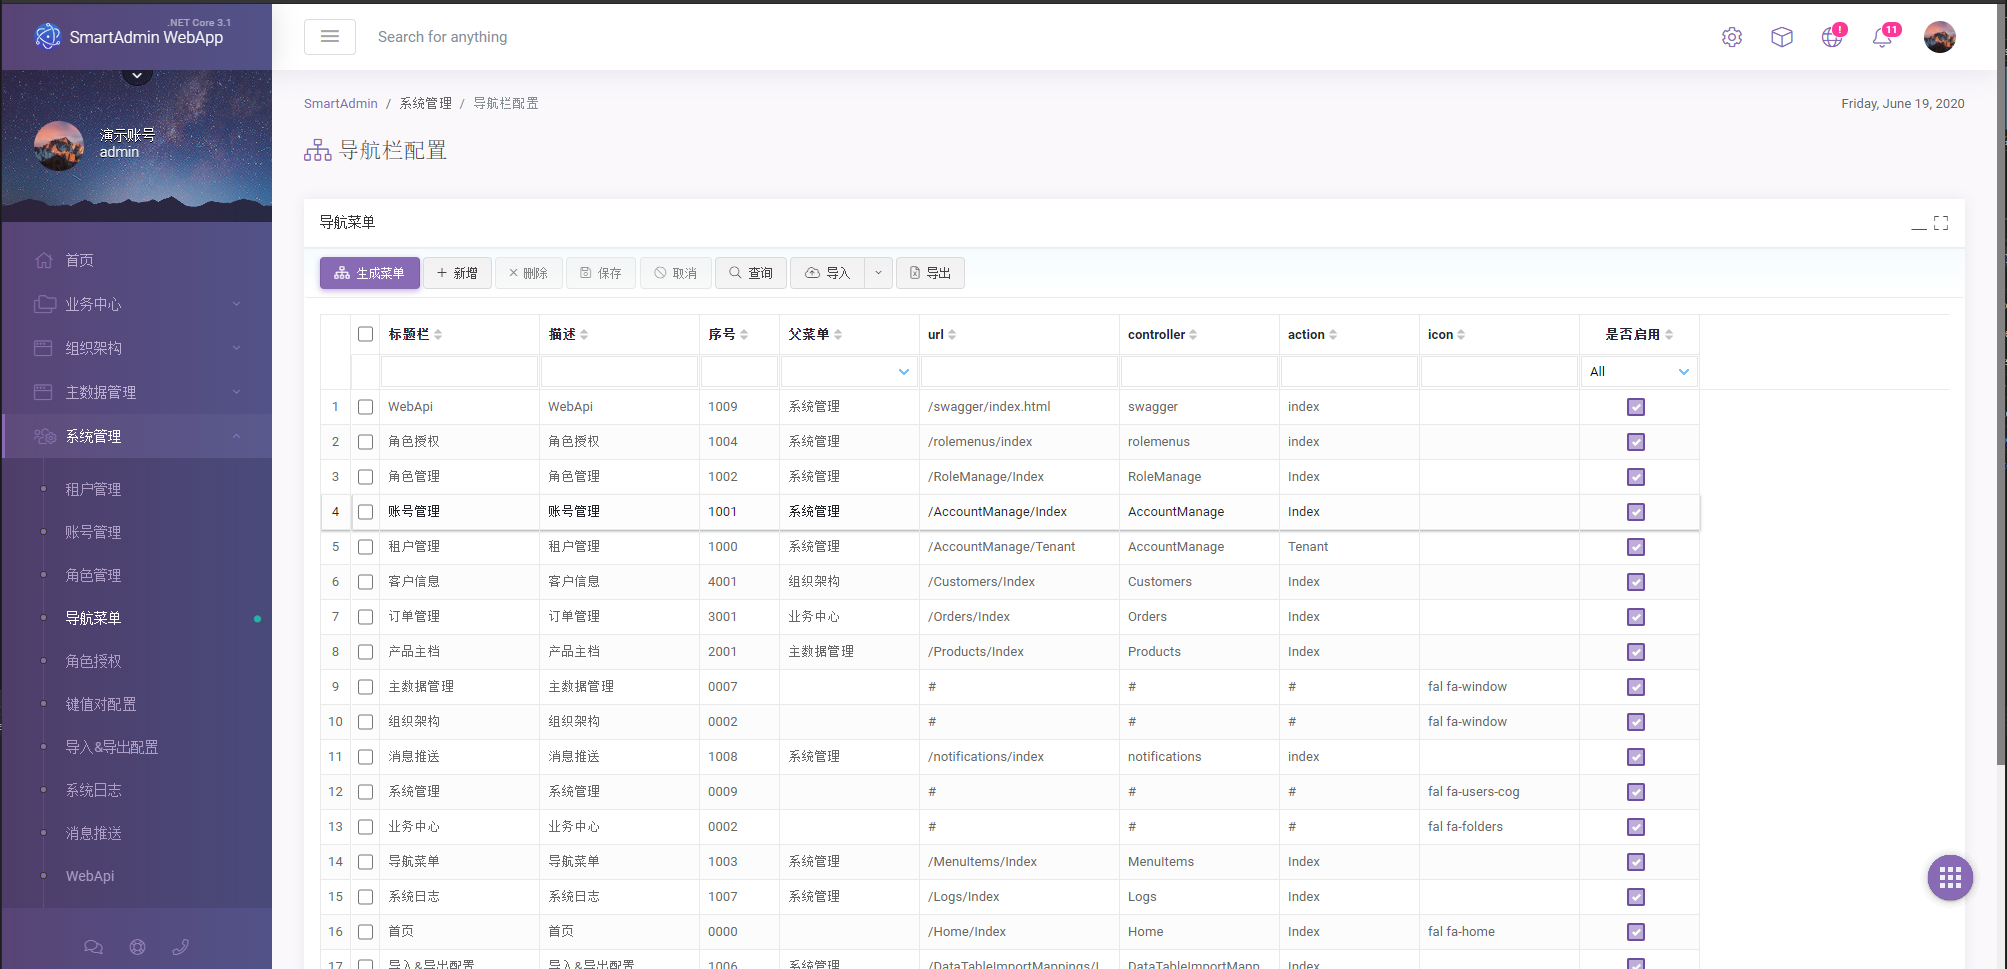 .NET Core 3.1
SmartAdmin WebApp
Search for anything
!
11
演示账号
admin
SmartAdmin / 系统管理 / 导航栏配置
Friday, June 19, 2020
导航栏配置
首页
业务中心
组织架构
主数据管理
系统管理
租户管理
账号管理
角色管理
导航菜单
角色授权
键值对配置
导入&导出配置
系统日志
消息推送
WebApi
导航菜单
生成菜单 新增 删除 保存 取消 查询 导入 导出
标题栏 描述 序号 父菜单 url controller action icon 是否启用
All
1 WebApi WebApi 1009 系统管理 /swagger/index.html swagger index
2 角色授权 角色授权 1004 系统管理 /rolemenus/index rolemenus index
3 角色管理 角色管理 1002 系统管理 /RoleManage/Index RoleManage Index
4 账号管理 账号管理 1001 系统管理 /AccountManage/Index AccountManage Index
5 租户管理 租户管理 1000 系统管理 /AccountManage/Tenant AccountManage Tenant
6 客户信息 客户信息 4001 组织架构 /Customers/Index Customers Index
7 订单管理 订单管理 3001 业务中心 /Orders/Index Orders Index
8 产品主档 产品主档 2001 主数据管理 /Products/Index Products Index
9 主数据管理 主数据管理 0007 # # # fal fa-window
10 组织架构 组织架构 0002 # # # fal fa-window
11 消息推送 消息推送 1008 系统管理 /notifications/index notifications index
12 系统管理 系统管理 0009 # # # fal fa-users-cog
13 业务中心 业务中心 0002 # # # fal fa-folders
14 导航菜单 导航菜单 1003 系统管理 /MenuItems/Index MenuItems Index
15 系统日志 系统日志 1007 系统管理 /Logs/Index Logs Index
16 首页 首页 0000 /Home/Index Home Index fal fa-home
17 导入&导出配置 导入&导出配置 1006 系统管理 /DataTableImportMappings/I DataTableImportMapp Index